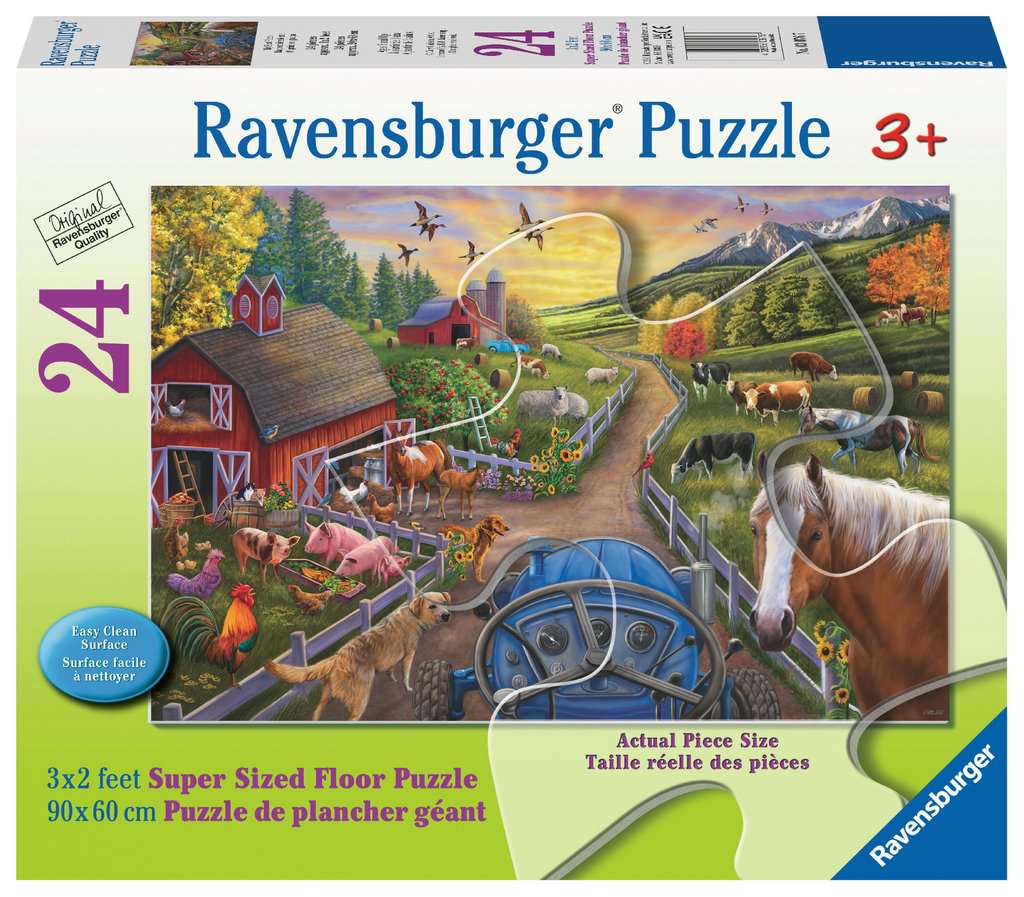 Ravensburger
Puzzle
24
Ravensburger
Ravensburger® Puzzle 3+
Original
Ravensburger®
Quality
24
Easy Clean
Surface
Surface facile
à nettoyer
Actual Piece Size
Taille réelle des pièces
3x2 feet Super Sized Floor Puzzle
90x60 cm Puzzle de plancher géant
Ravensburger